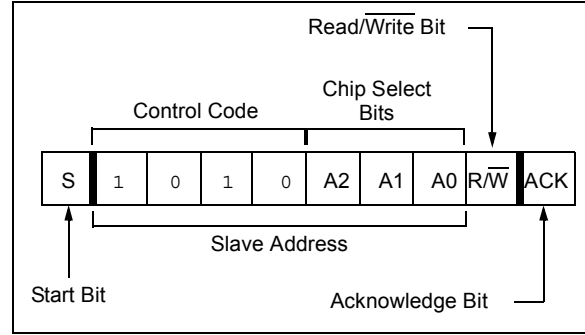 Read/Write Bit
Chip Select
Bits
Control Code
S 1 0 1 0 A2 A1 A0 R/W ACK
Slave Address
Start Bit
Acknowledge Bit